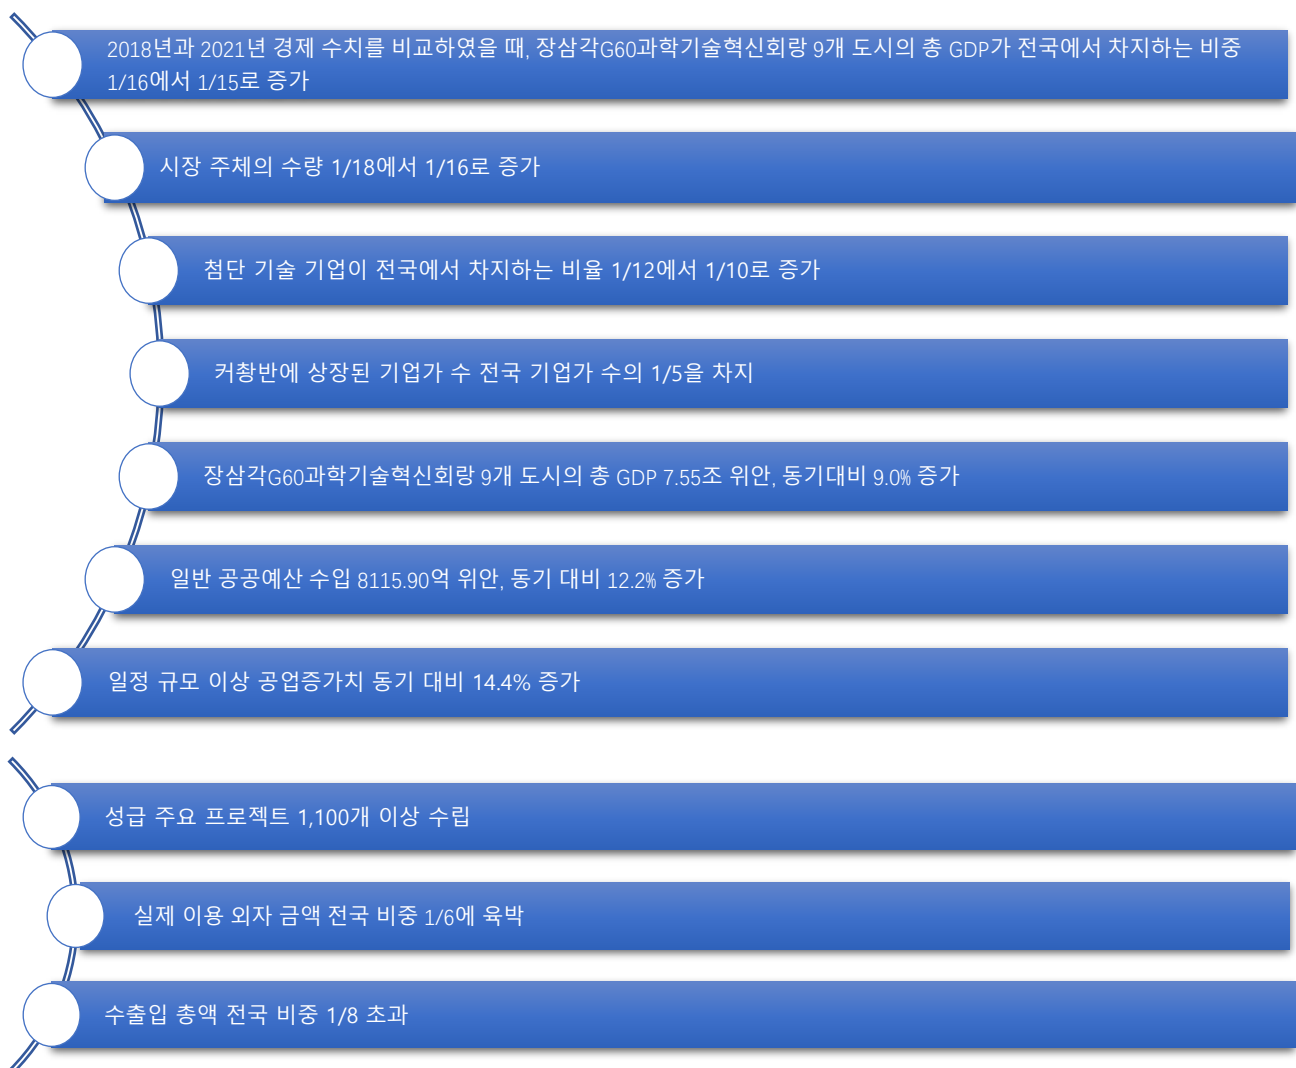 2018년과 2021년 경제 수치를 비교하였을 때, 장삼각G60과학기술혁신회랑 9개 도시의 총 GDP가 전국에서 차지하는 비중
1/16에서 1/15로 증가
시장 주체의 수량 1/18에서 1/16로 증가
첨단 기술 기업이 전국에서 차지하는 비율 1/12에서 1/10로 증가
커촹반에 상장된 기업가 수 전국 기업가 수의 1/5을 차지
장삼각G60과학기술혁신회랑 9개 도시의 총 GDP 7.55조 위안, 동기대비 9.0% 증가
일반 공공예산 수입 8115.90억 위안, 동기 대비 12.2% 증가
일정 규모 이상 공업증가치 동기 대비 14.4% 증가
성급 주요 프로젝트 1,100개 이상 수립
실제 이용 외자 금액 전국 비중 1/6에 육박
수출입 총액 전국 비중 1/8 초과